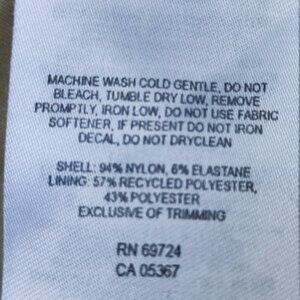 MACHINE WASH COLD GENTLE, DO NOT
BLEACH, TUMBLE DRY LOW, REMOVE
PROMPTLY, IRON LOW, DO NOT USE FABRIC
SOFTENER, IF PRESENT DO NOT IRON
DECAL, DO NOT DRYCLEAN
SHELL: 94% NYLON, 6% ELASTANE
LINING: 57% RECYCLED POLYESTER,
43% POLYESTER
EXCLUSIVE OF TRIMMING
RN 69724
CA 05367